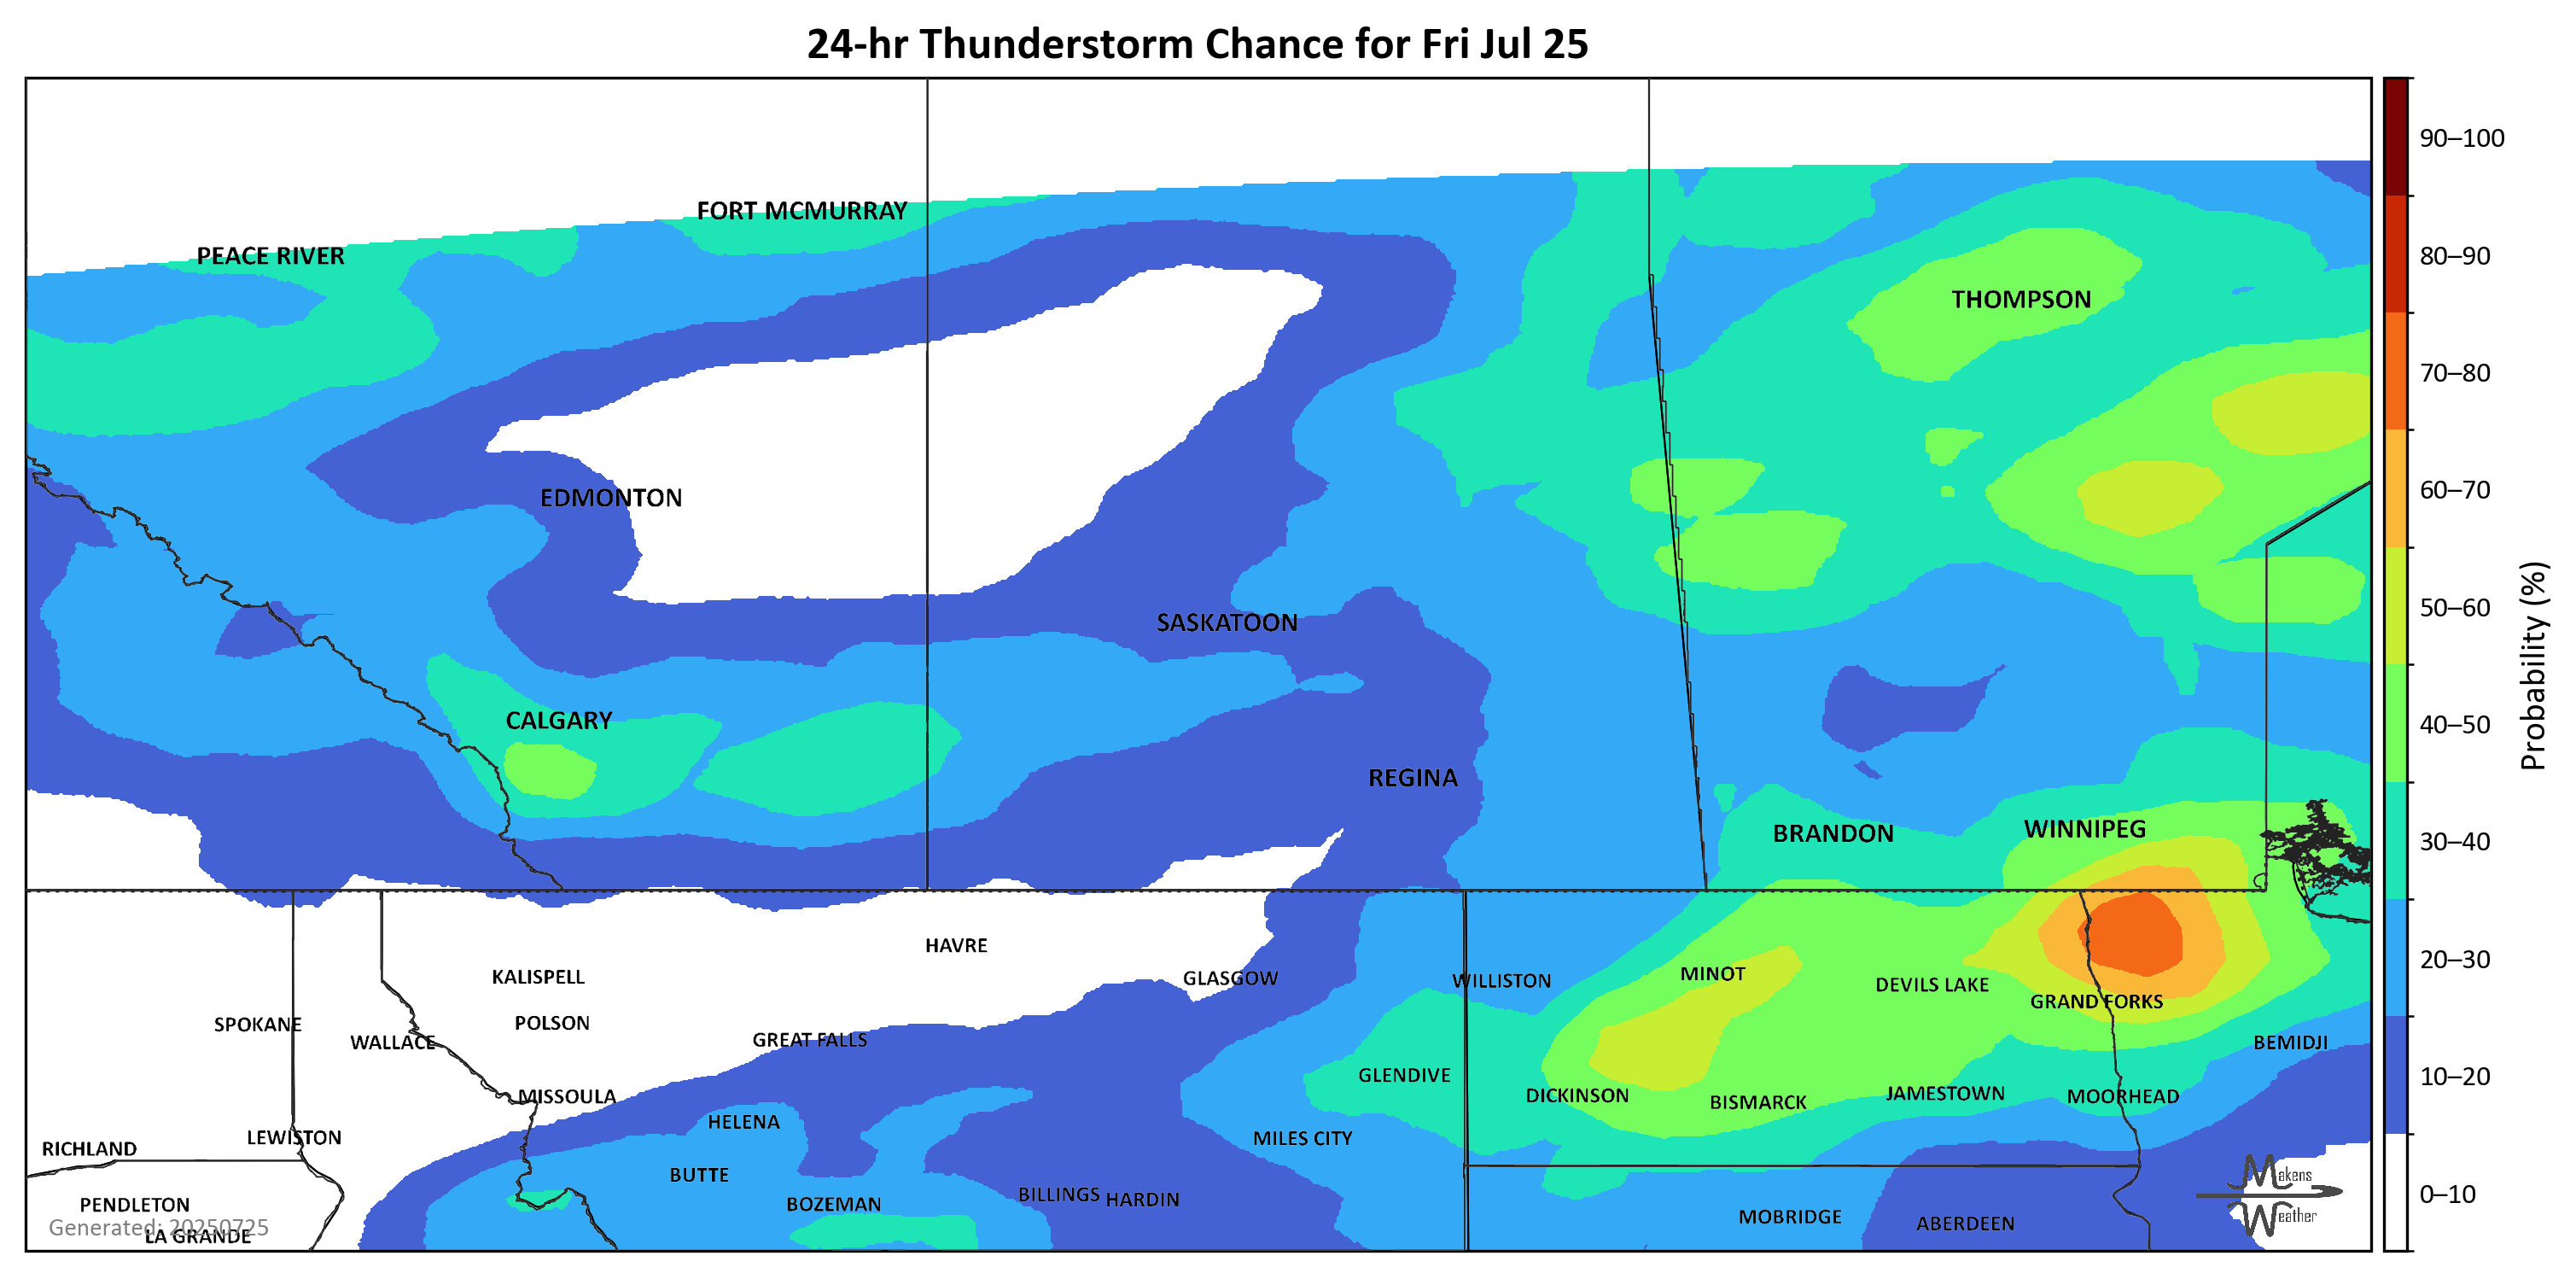 24-hr Thunderstorm Chance for Fri Jul 25
90–100
80–90
70–80
60–70
50–60
40–50
30–40
20–30
10–20
0–10
Probability (%)
FORT MCMURRAY
PEACE RIVER
THOMPSON
EDMONTON
SASKATOON
CALGARY
REGINA
BRANDON
WINNIPEG
HAVRE
KALISPELL
GLASGOW
WILLISTON
MINOT
DEVILS LAKE
GRAND FORKS
SPOKANE
POLSON
WALLACE
GREAT FALLS
BEMIDJI
GLENDIVE
MISSOULA
DICKINSON
BISMARCK
JAMESTOWN
MOORHEAD
HELENA
LEWISTON
MILES CITY
RICHLAND
BUTTE
BILLINGS
HARDIN
PENDLETON
BOZEMAN
MOBRIDGE
ABERDEEN
LA GRANDE
Generated: 20250725
Makens
Weather